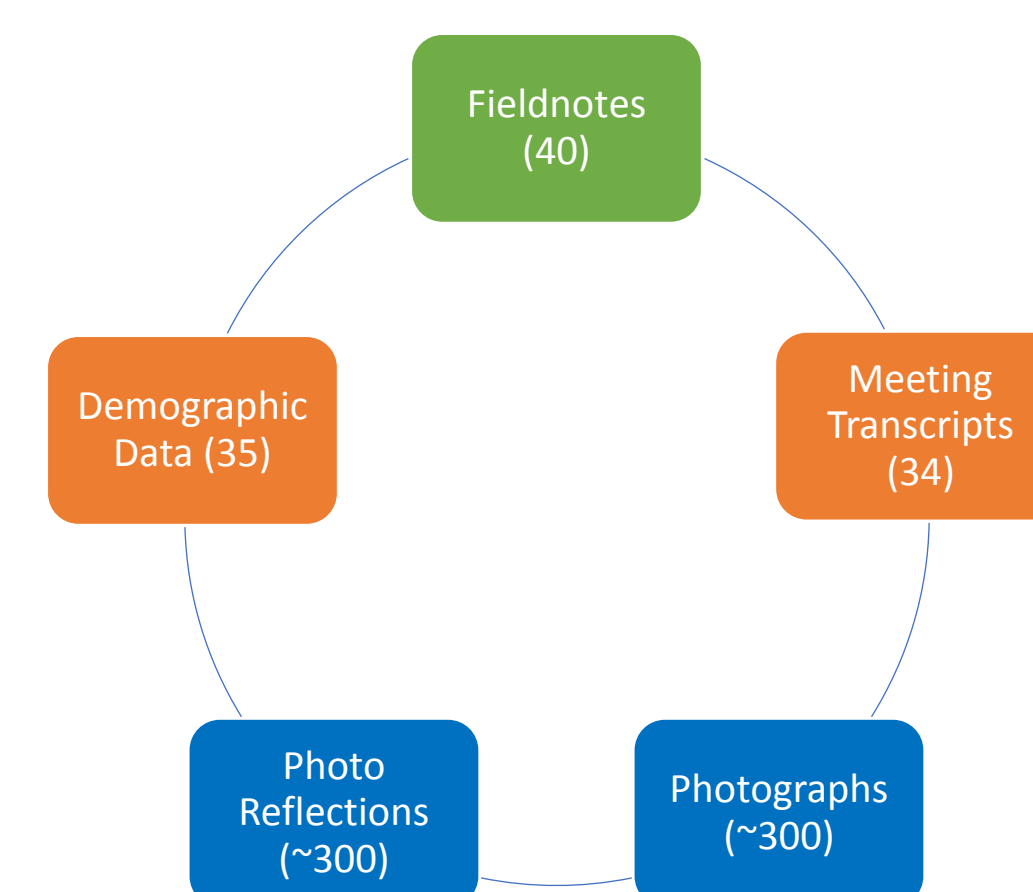 Fieldnotes
(40)
Meeting
Transcripts
(34)
Photographs
(~300)
Photo
Reflections
(~300)
Demographic
Data (35)